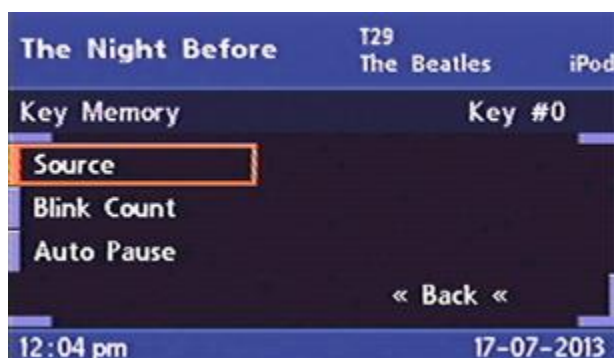 The Night Before
T29
The Beatles
iPod
Key Memory
Key #0
Source
Blink Count
Auto Pause
« Back «
12:04 pm
17-07-2013